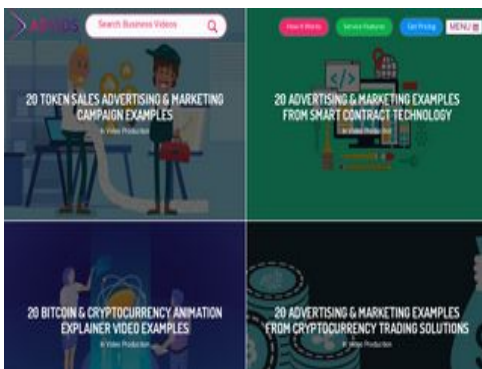 ADVIDS
Search Business Videos
How It Works
Service Features
Get Pricing
MENU
20 TOKEN SALES ADVERTISING & MARKETING
CAMPAIGN EXAMPLES
In Video Production
20 ADVERTISING & MARKETING EXAMPLES
FROM SMART CONTRACT TECHNOLOGY
In Video Production
20 BITCOIN & CRYPTOCURRENCY ANIMATION
EXPLAINER VIDEO EXAMPLES
In Video Production
20 ADVERTISING & MARKETING EXAMPLES
FROM CRYPTOCURRENCY TRADING SOLUTIONS
In Video Production